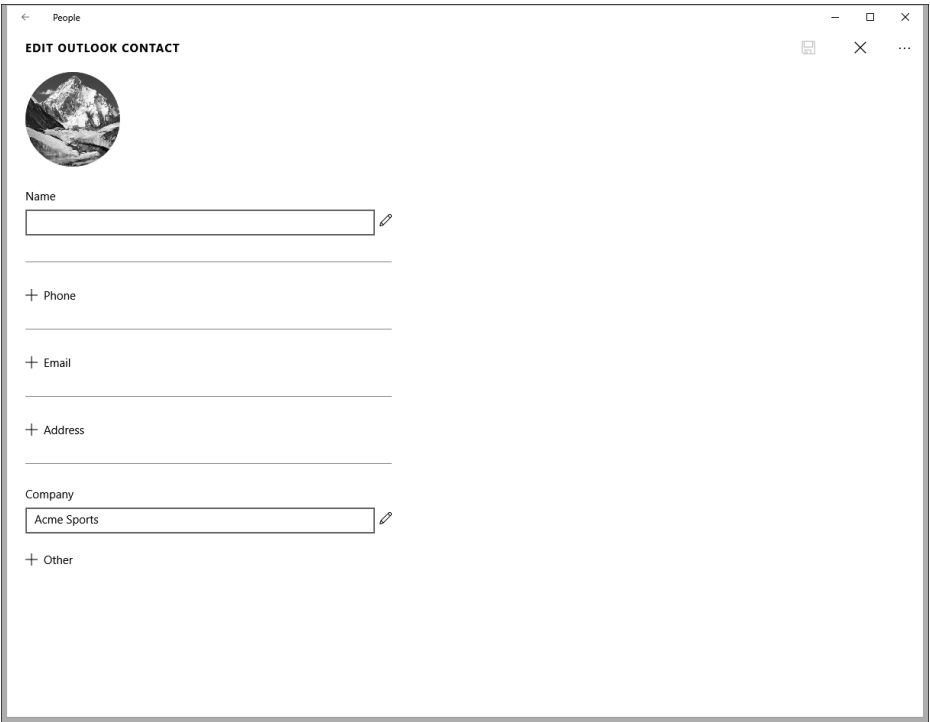 People
EDIT OUTLOOK CONTACT
Name
Phone
Email
Address
Company
Acme Sports
Other